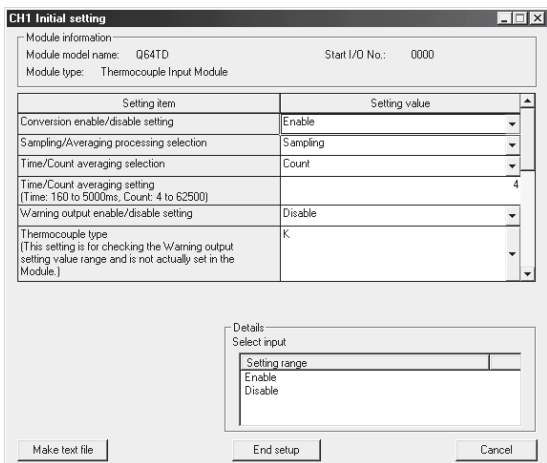 CH1 Initial setting
Module information
Module model name: Q64TD Start I/O No.: 0000
Module type: Thermocouple Input Module
Setting item Setting value
Conversion enable/disable setting Enable
Sampling/Averaging processing selection Sampling
Time/Count averaging selection Count
Time/Count averaging setting
(Time: 160 to 5000ms, Count: 4 to 62500) 4
Warning output enable/disable setting Disable
Thermocouple type K
(This setting is for checking the Warning output
setting value range and is not actually set in the
Module.)
Details
Select input
Setting range
Enable
Disable
Make text file End setup Cancel